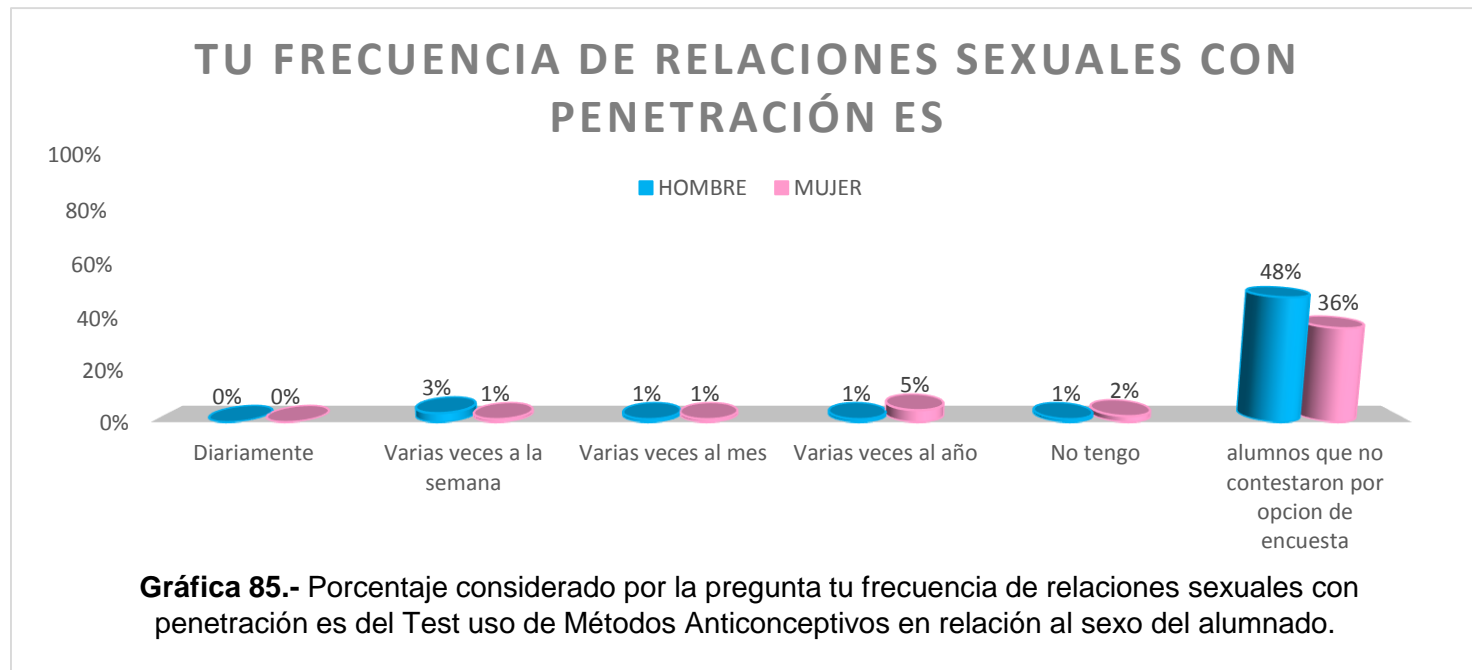 TU FRECUENCIA DE RELACIONES SEXUALES CON
PENETRACIÓN ES
100%
80%
60%
40%
20%
0%
HOMBRE MUJER
0% 0% 3% 1% 1% 1% 1% 5% 1% 2% 48% 36%
Diariamente Varias veces a la Varias veces al mes Varias veces al año No tengo alumnos que no
semana contestaron por
opcion de
encuesta
Gráfica 85.- Porcentaje considerado por la pregunta tu frecuencia de relaciones sexuales con
penetración es del Test uso de Métodos Anticonceptivos en relación al sexo del alumnado.